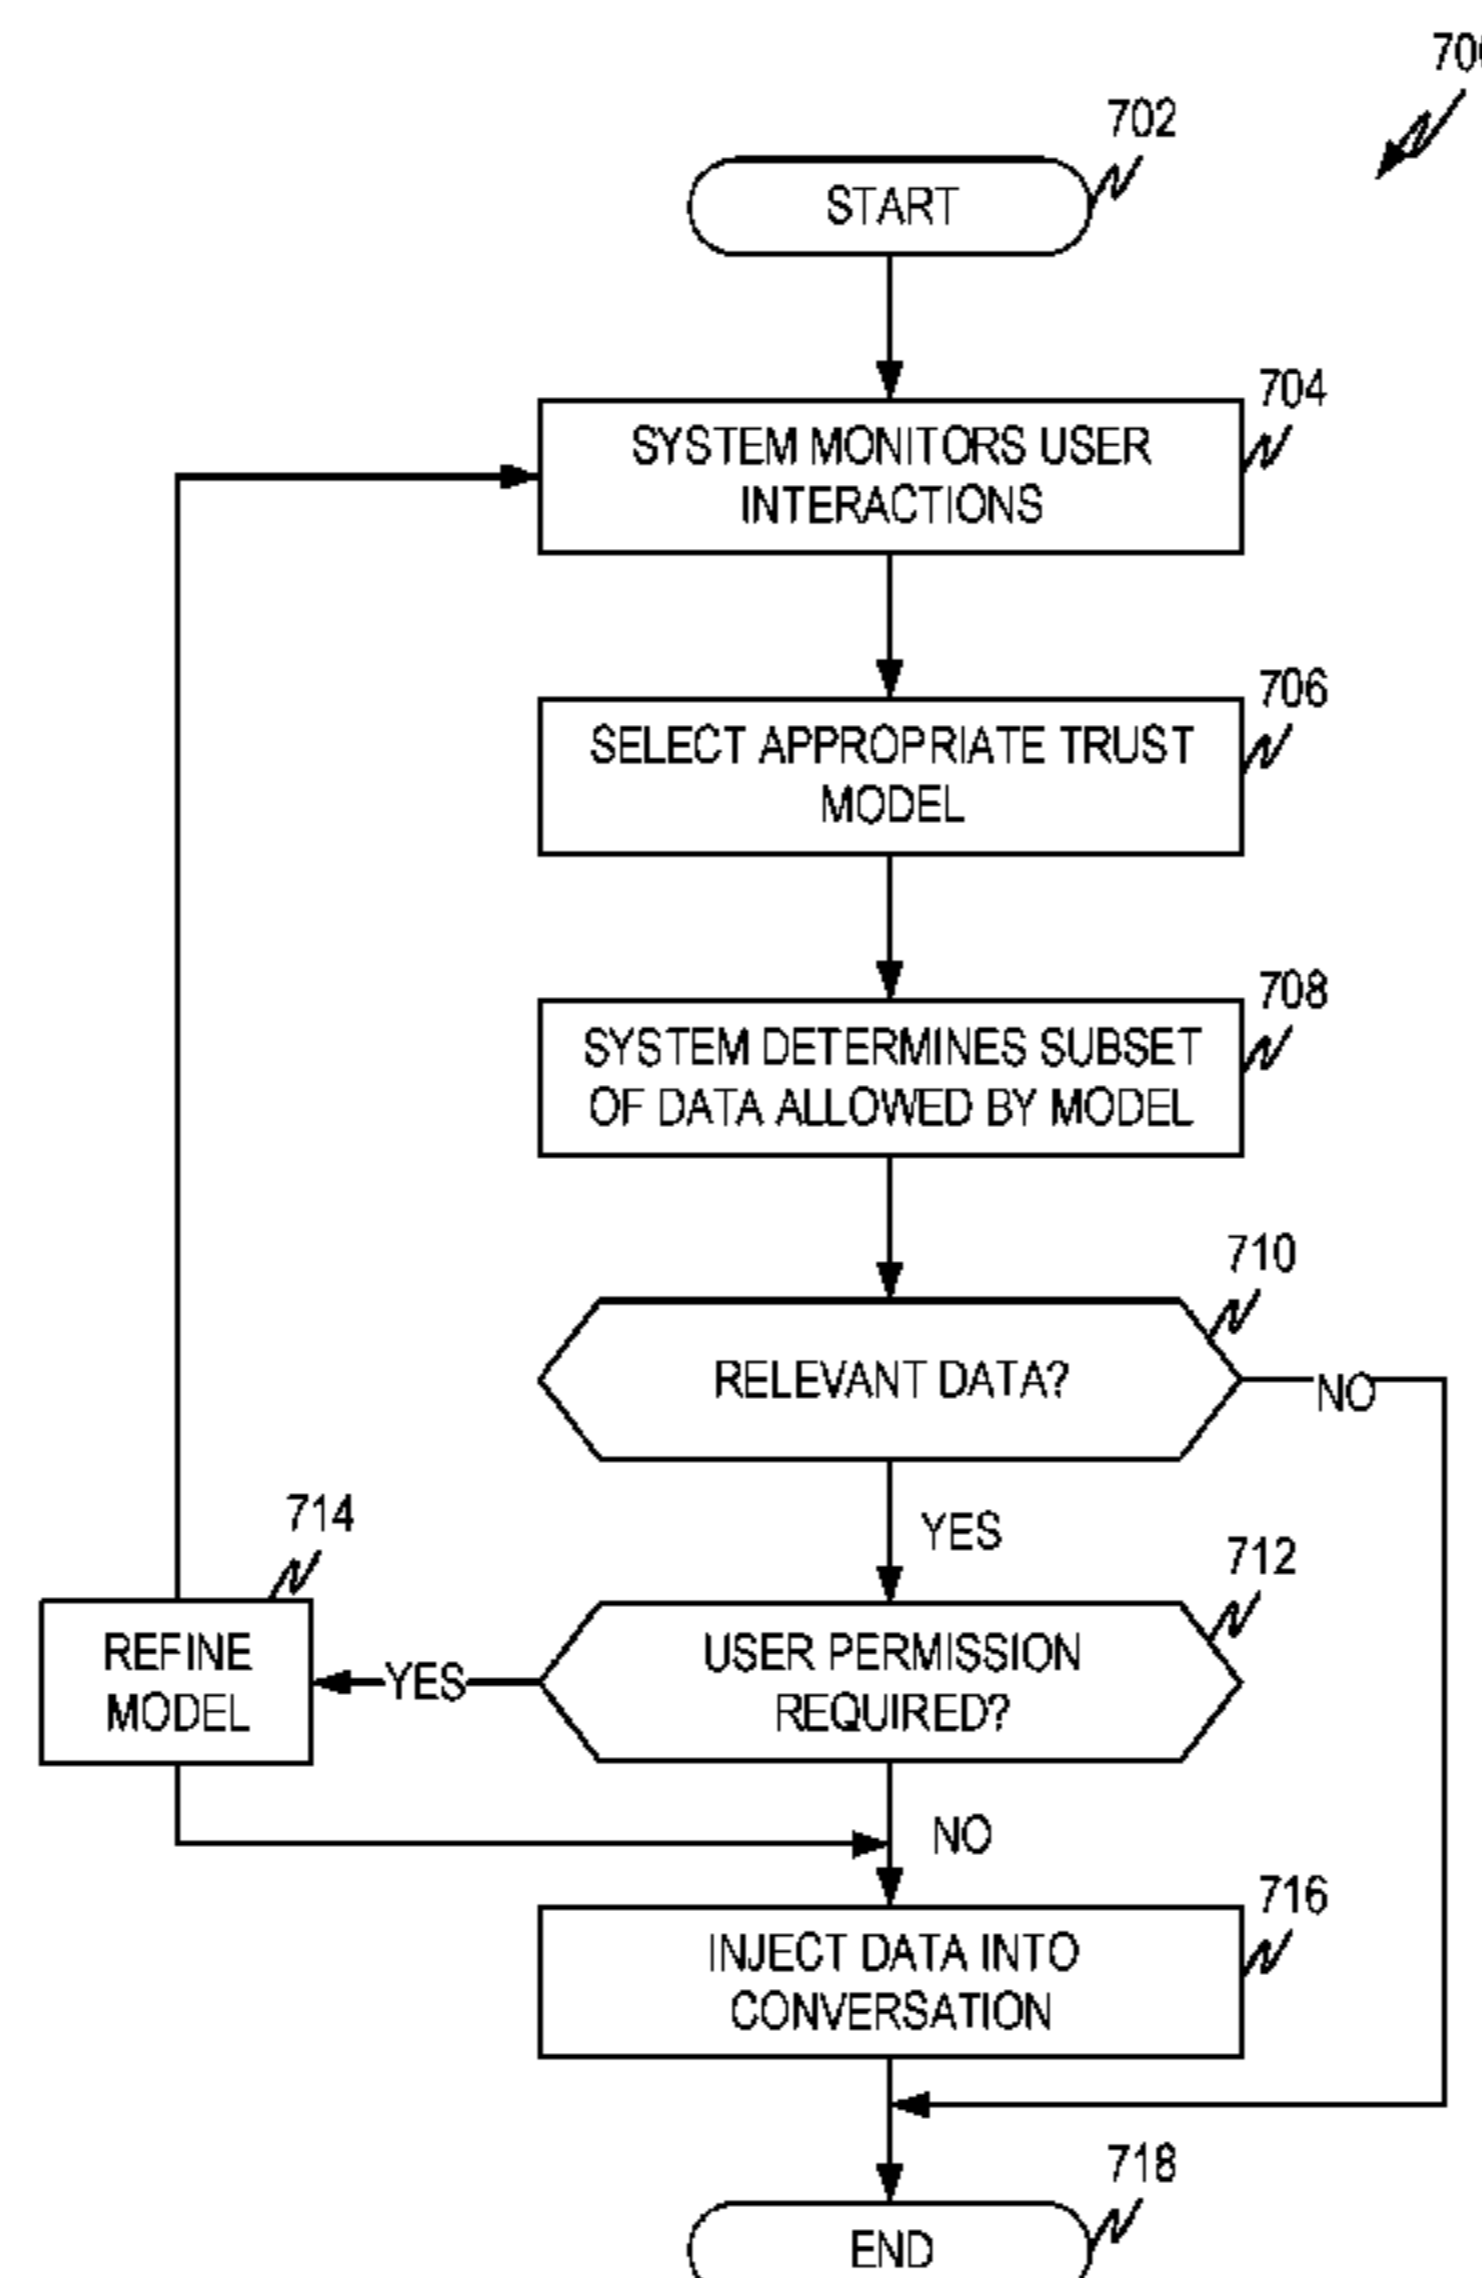 700
702
START
704
SYSTEM MONITORS USER
INTERACTIONS
706
SELECT APPROPRIATE TRUST
MODEL
708
SYSTEM DETERMINES SUBSET
OF DATA ALLOWED BY MODEL
710
RELEVANT DATA?
NO
YES
712
714
USER PERMISSION
REQUIRED?
YES
REFINE
MODEL
NO
716
INJECT DATA INTO
CONVERSATION
718
END